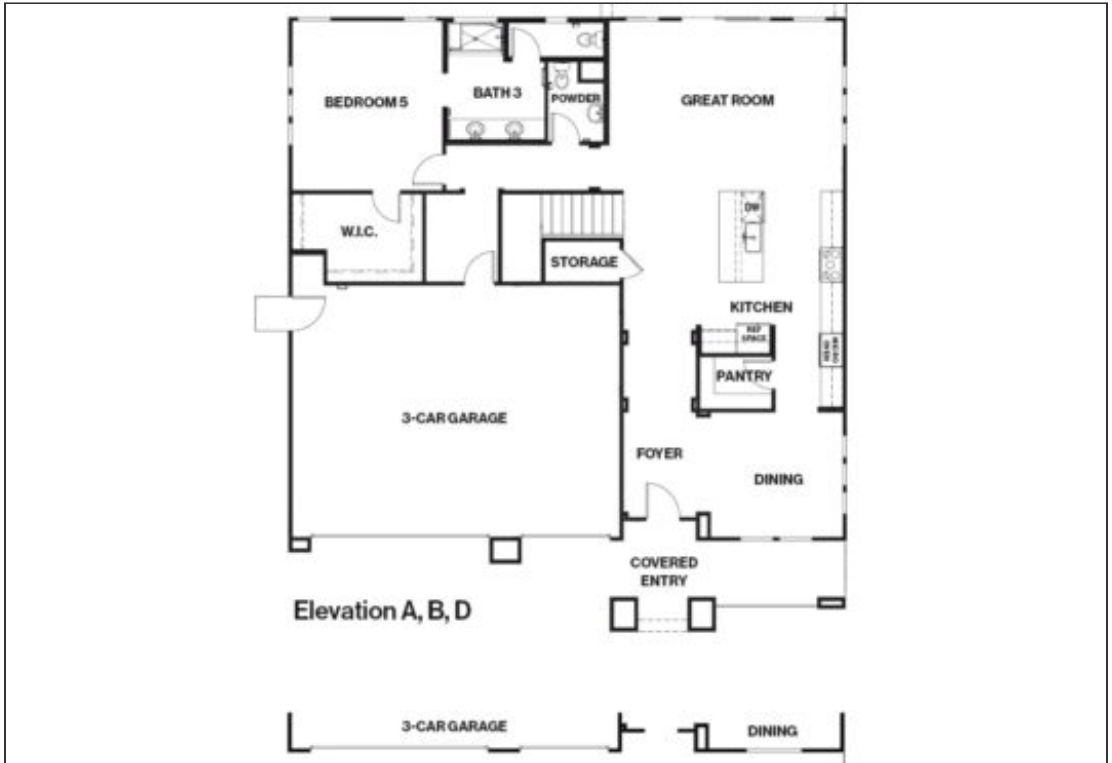 BEDROOM 5
BATH 3
POWDER
GREAT ROOM
W.I.C.
DW
STORAGE
KITCHEN
REF
SPACE
PANTRY
3-CAR GARAGE
FOYER
DINING
COVERED
ENTRY
Elevation A, B, D
3-CAR GARAGE
DINING